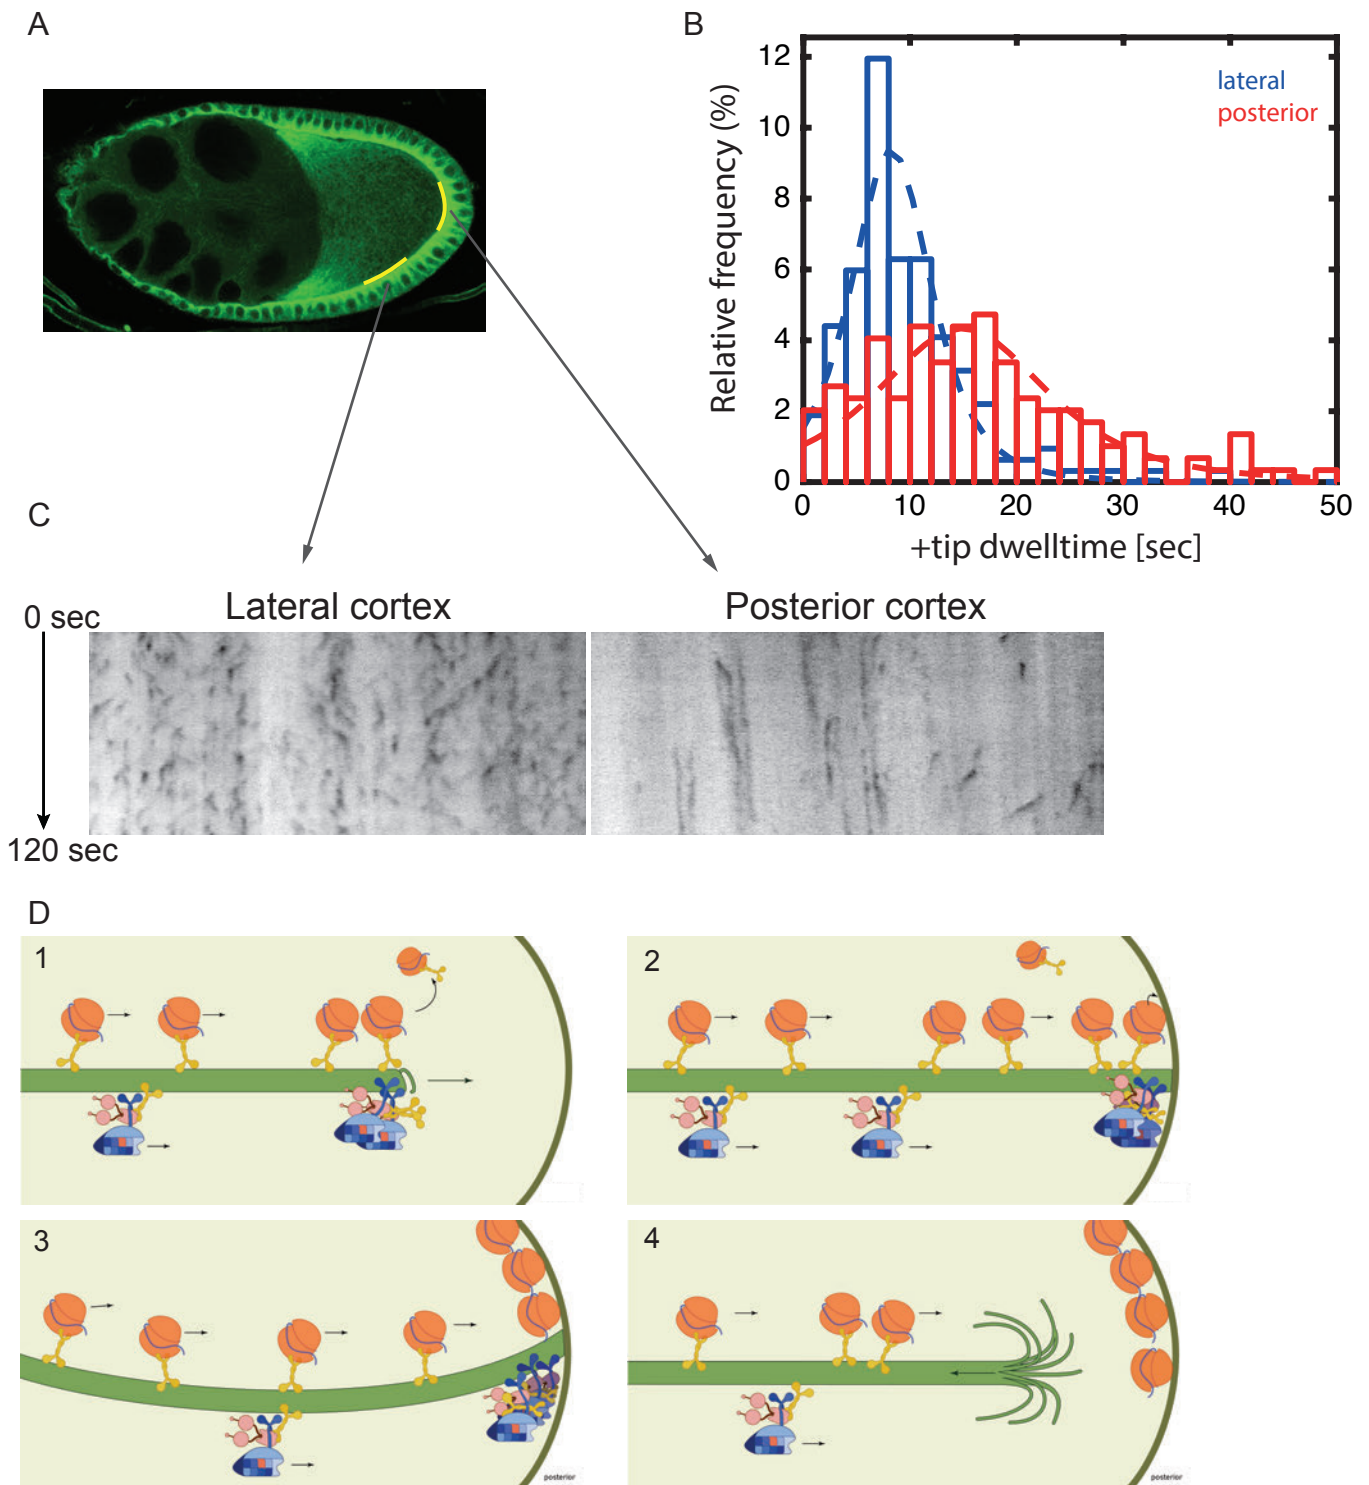 A
B
12
10
8
6
4
2
0
Relative frequency (%)
lateral
posterior
0 10 20 30 40 50
+tip dwelltime [sec]
C
0 sec
120 sec
Lateral cortex
Posterior cortex
D
1
2
3
posterior
4
posterior